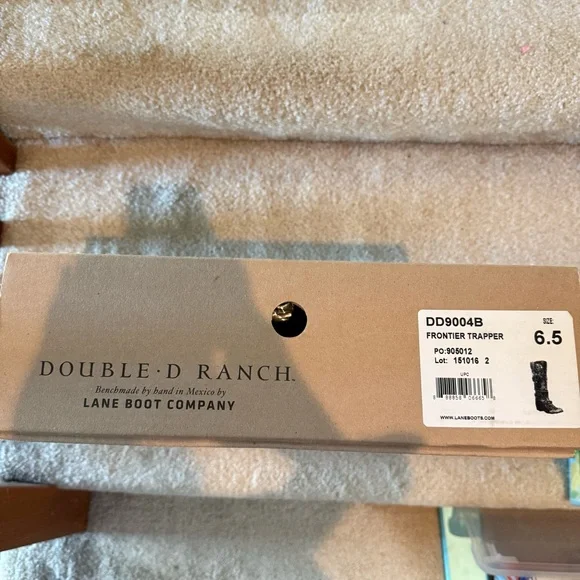 DOUBLE·D RANCH.
Benchmade by hand in Mexico by
LANE BOOT COMPANY
DD9004B
SIZE:
FRONTIER TRAPPER
6.5
PO:905012
Lot: 151016 2
UPC
WWW.LANEBOOTS.COM